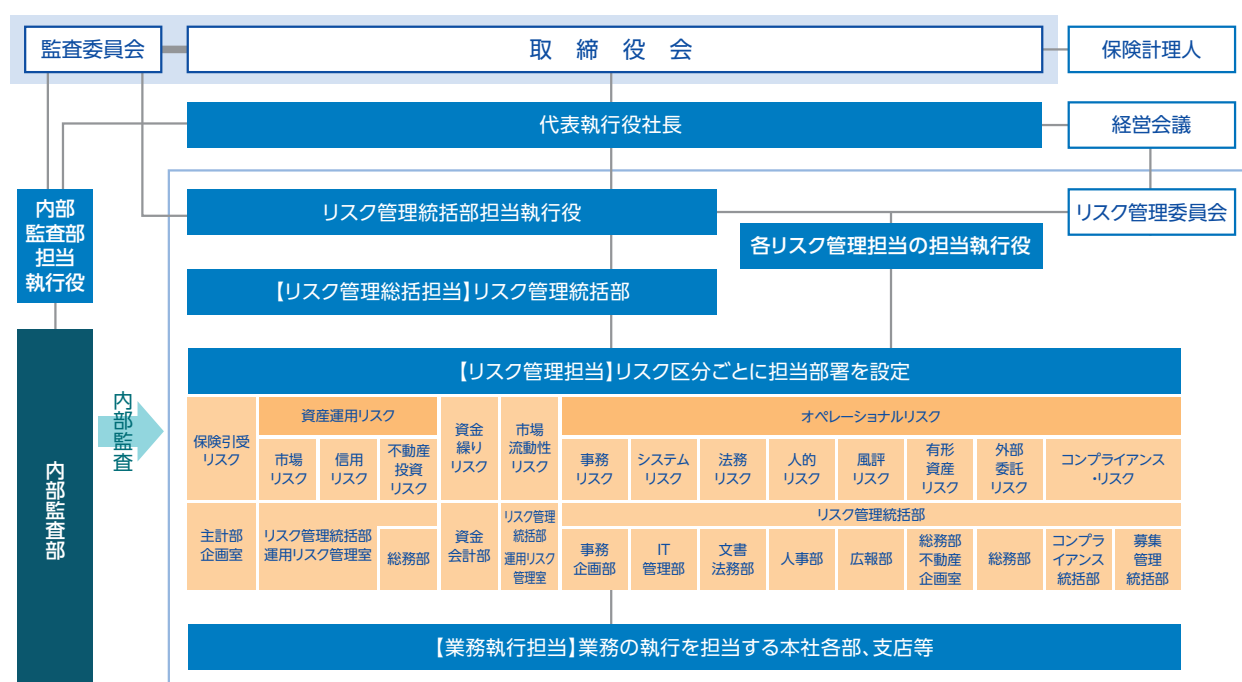 監査委員会
取締役会
保険計理人
代表執行役社長
経営会議
内部
監査部
担当
執行役
リスク管理統括部担当執行役
リスク管理委員会
各リスク管理担当の担当執行役
【リスク管理総括担当】リスク管理統括部
内部監査部
内部監査
【リスク管理担当】リスク区分ごとに担当部署を設定
保険引受
リスク
資産運用リスク
市場
リスク
信用
リスク
不動産
投資
リスク
資金
繰り
リスク
市場
流動性
リスク
オペレーショナルリスク
事務
リスク
システム
リスク
法務
リスク
人的
リスク
風評
リスク
有形
資産
リスク
外部
委託
リスク
コンプライアンス
・リスク
主計部
企画室
リスク管理統括部
運用リスク管理室
総務部
資金
会計部
リスク管理
統括部
運用リスク
管理室
リスク管理統括部
事務
企画部
IT
管理部
文書
法務部
人事部
広報部
総務部
不動産
企画室
総務部
コンプラ
イアンス
統括部
募集
管理
統括部
【業務執行担当】業務の執行を担当する本社各部、支店等